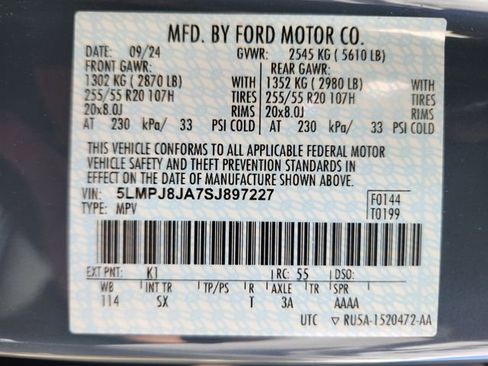 MFD. BY FORD MOTOR CO.
DATE: 09/24 GVWR: 2545 KG ( 5610 LB)
FRONT GAWR: REAR GAWR:
1302 KG ( 2870 LB) WITH 1352 KG ( 2980 LB) WITH
255/55 R20 107H TIRES 255/55 R20 107H TIRES
20x8.0J RIMS 20x8.0J RIMS
AT 230 kPa/ 33 PSI COLD AT 230 kPa/ 33 PSI COLD
THIS VEHICLE CONFORMS TO ALL APPLICABLE FEDERAL MOTOR
VEHICLE SAFETY AND THEFT PREVENTION STANDARDS IN
EFFECT ON THE DATE OF MANUFACTURE SHOWN ABOVE.
VIN: 5LMPJ8JA7SJ897227 F0144
TYPE: MPV T0199
EXT PNT: K1 RC: 55 DSO:
WB INT TR TP/PS R AXLE TR SPR
114 SX T 3A AAAA
UTC ▽ RU5A-1520472-AA